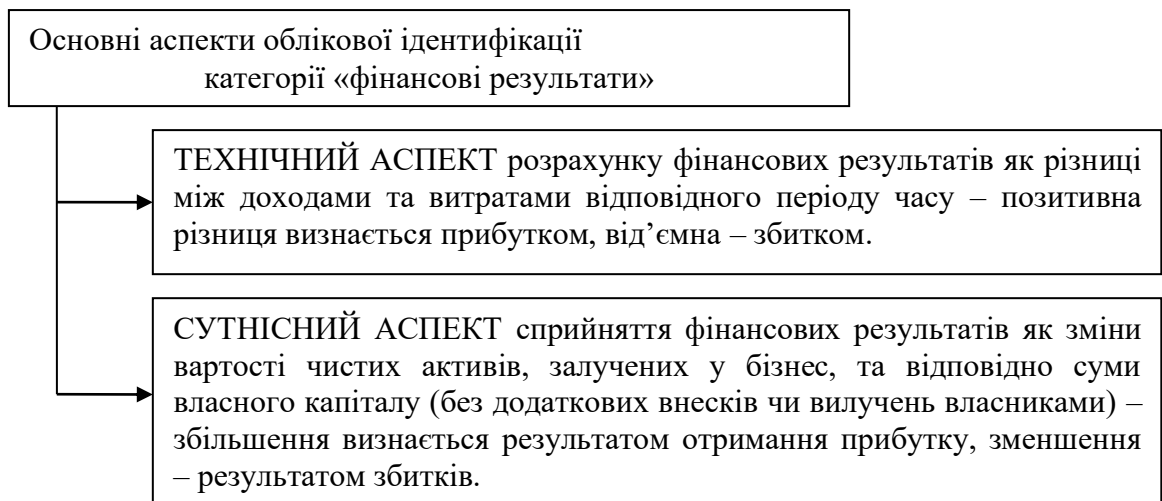 Основні аспекти облікової ідентифікації
категорії «фінансові результати»
ТЕХНІЧНИЙ АСПЕКТ розрахунку фінансових результатів як різниці
між доходами та витратами відповідного періоду часу – позитивна
різниця визнається прибутком, від’ємна – збитком.
СУТНІСНИЙ АСПЕКТ сприйняття фінансових результатів як зміни
вартості чистих активів, залучених у бізнес, та відповідно суми
власного капіталу (без додаткових внесків чи вилучень власниками) –
збільшення визнається результатом отримання прибутку, зменшення
– результатом збитків.